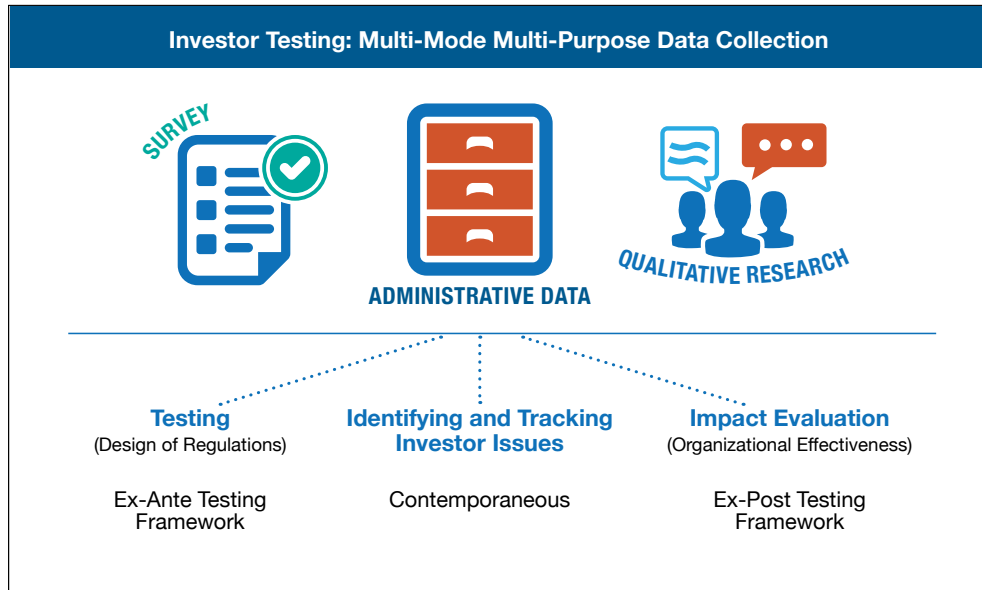 Investor Testing: Multi-Mode Multi-Purpose Data Collection
SURVEY
ADMINISTRATIVE DATA
QUALITATIVE RESEARCH
Testing
(Design of Regulations)
Ex-Ante Testing
Framework
Identifying and Tracking
Investor Issues
Contemporaneous
Impact Evaluation
(Organizational Effectiveness)
Ex-Post Testing
Framework